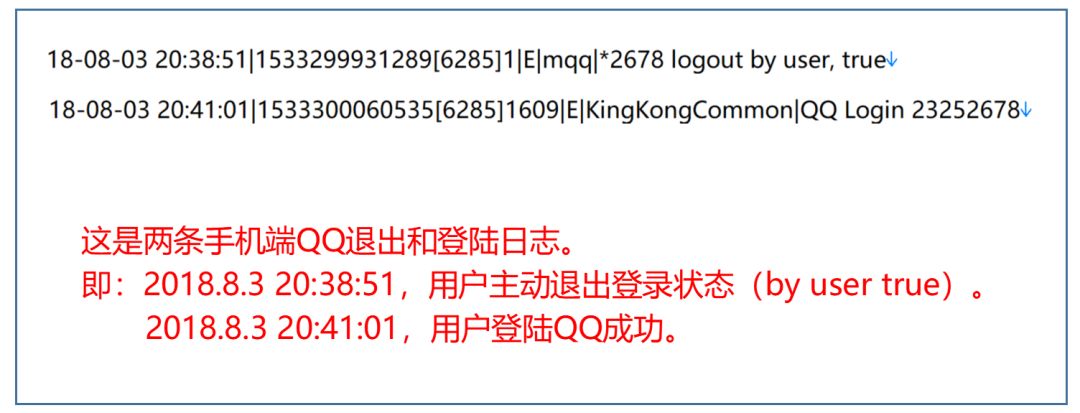 18-08-03 20:38:51|1533299931289[6285]1|E|mqq|*2678 logout by user, true↓
18-08-03 20:41:01|1533300060535[6285]1609|E|KingKongCommon|QQ Login 23252678↓
这是两条手机端QQ退出和登陆日志。
即：2018.8.3 20:38:51，用户主动退出登录状态（by user true）。
2018.8.3 20:41:01，用户登陆QQ成功。